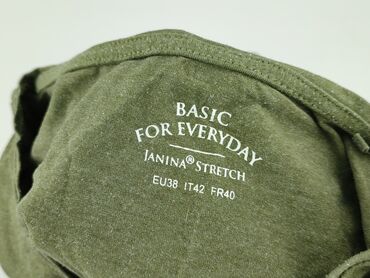 BASIC
FOR EVERYDAY
JANINA® STRETCH
EU38 IT42 FR40